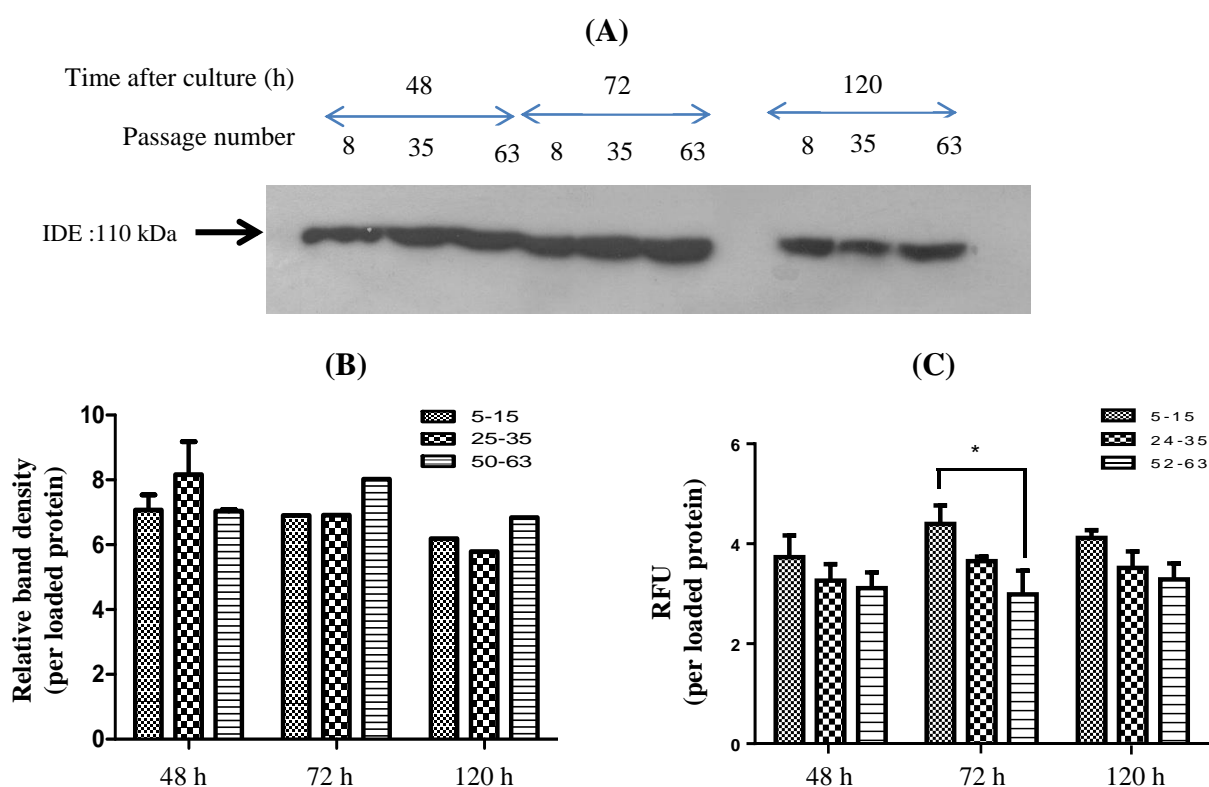 (A)
Time after culture (h) 48 72 120
Passage number 8 35 63 8 35 63 8 35 63
IDE :110 kDa
(B)
Relative band density
(per loaded protein)
10
8
6
4
2
0
5-15
25-35
50-63
48 h 72 h 120 h
(C)
RFU
(per loaded protein)
6
4
2
0
5-15
24-35
52-63
*
48 h 72 h 120 h